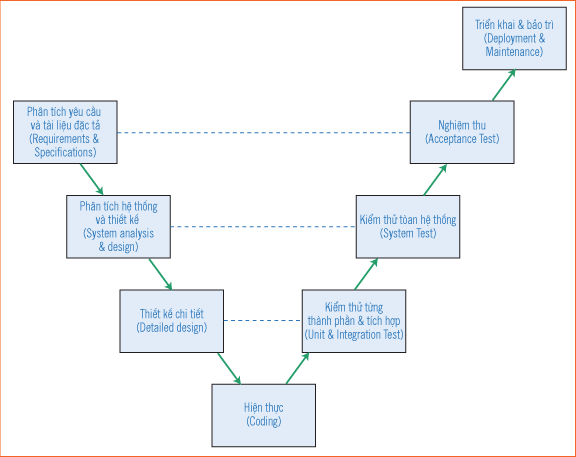 Triển khai & bảo trì
(Deployment &
Maintenance)
Phân tích yêu cầu
và tài liệu đặc tả
(Requirements &
Specifications)
Nghiệm thu
(Acceptance Test)
Phân tích hệ thống
và thiết kế
(System analysis
& design)
Kiểm thử toàn hệ thống
(System Test)
Thiết kế chi tiết
(Detailed design)
Kiểm thử từng
thành phần & tích hợp
(Unit & Integration Test)
Hiện thực
(Coding)